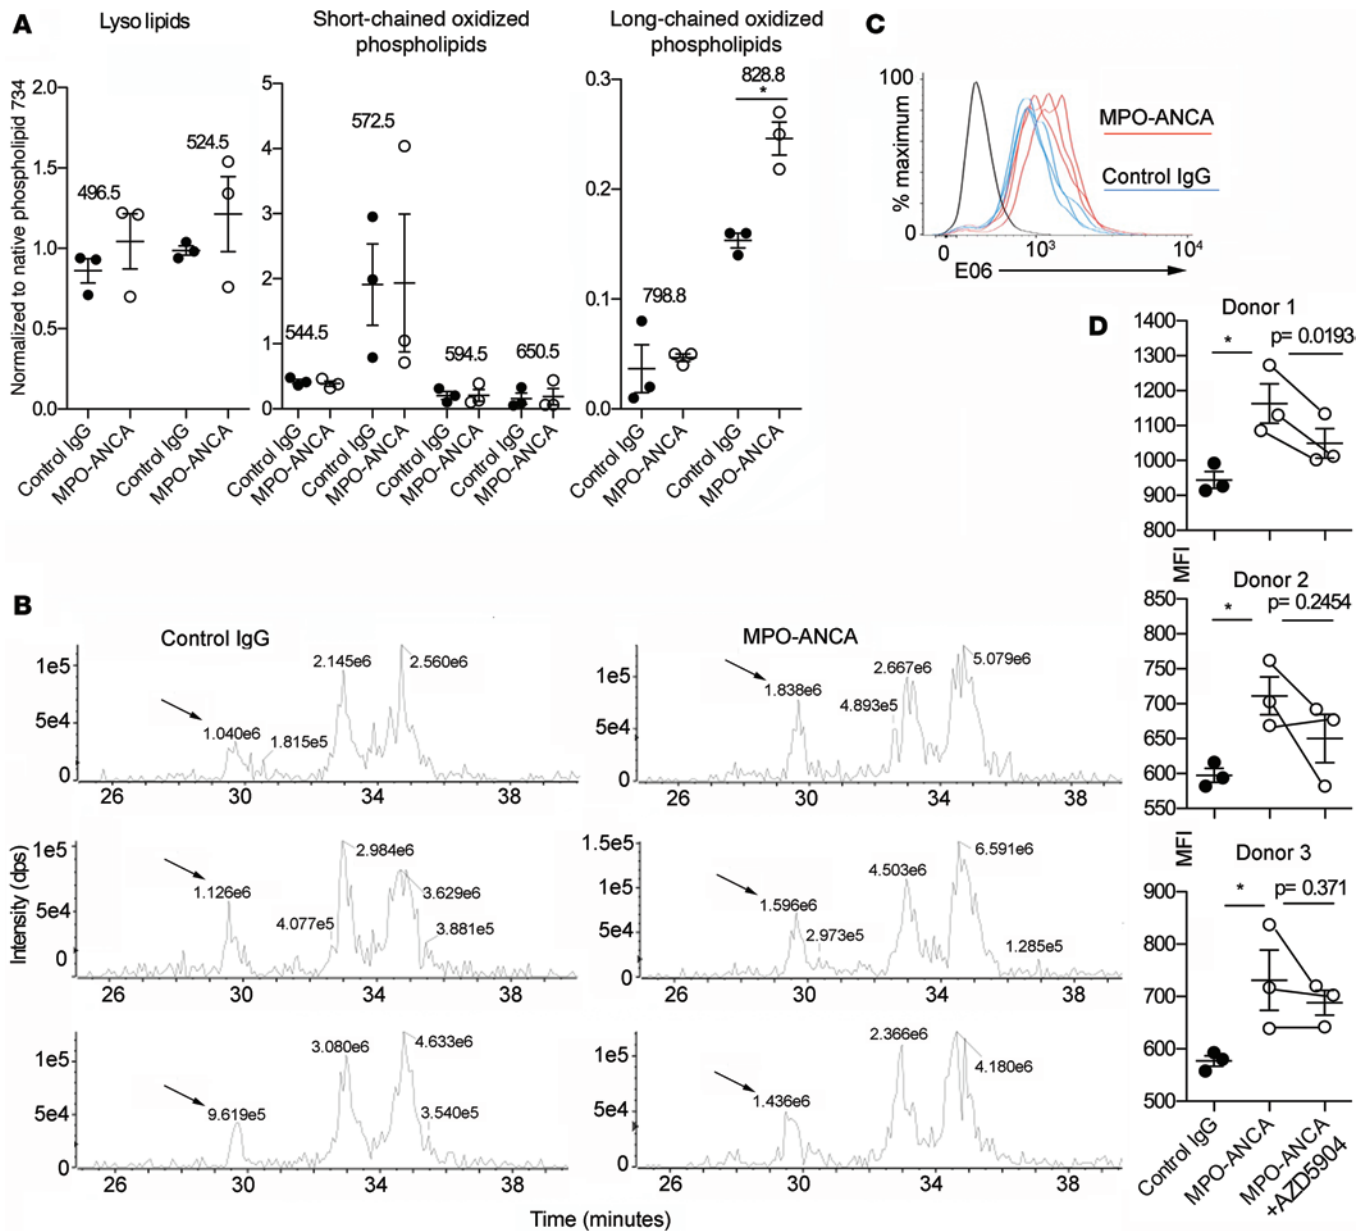 A
Lyso lipids
Short-chained oxidized
phospholipids
Long-chained oxidized
phospholipids
Normalized to native phospholipid 734
2.0
1.5
1.0
0.5
0.0
496.5
524.5
Control IgG
MPO-ANCA
Control IgG
MPO-ANCA
5
4
3
2
1
0
544.5
572.5
594.5
650.5
Control IgG
MPO-ANCA
Control IgG
MPO-ANCA
Control IgG
MPO-ANCA
Control IgG
MPO-ANCA
0.3
0.2
0.1
0.0
798.8
828.8
*
Control IgG
MPO-ANCA
Control IgG
MPO-ANCA
C
% maximum
100
0
0
10³
10⁴
E06
MPO-ANCA
Control IgG
B
Intensity (dps)
Control IgG
1e5
5e4
0
1.040e6
1.815e5
2.145e6
2.560e6
26 30 34 38
MPO-ANCA
1e5
5e4
0
1.838e6
4.893e5
2.667e6
5.079e6
26 30 34 38
1e5
5e4
0
1.126e6
4.077e5
2.984e6
3.629e6
3.881e5
26 30 34 38
1.5e5
1e5
5e4
0
1.596e6
2.973e5
4.503e6
6.591e6
1.285e5
26 30 34 38
1e5
5e4
0
9.619e5
3.080e6
4.633e6
3.540e5
26 30 34 38
1e5
5e4
0
1.436e6
2.366e6
4.180e6
26 30 34 38
Time (minutes)
D
Donor 1
1400
1300
1200
1100
1000
900
800
*
p= 0.0193
MFI
Donor 2
850
800
750
700
650
600
550
*
p= 0.2454
MFI
Donor 3
900
800
700
600
500
*
p= 0.371
Control IgG
MPO-ANCA
MPO-ANCA
+AZD5904